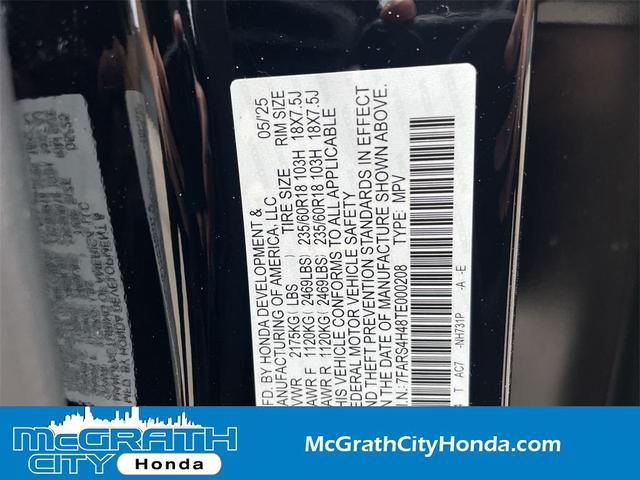 MFD. BY HONDA DEVELOPMENT & 05/'25
MANUFACTURING OF AMERICA, LLC
TIRE SIZE RIM SIZE
GVWR 2175KG( LBS )
GAWR F 1120KG( 2469LBS) 235/60R18 103H 18X7.5J
GAWR R 1120KG( 2469LBS) 235/60R18 103H 18X7.5J
THIS VEHICLE CONFORMS TO ALL APPLICABLE
FEDERAL MOTOR VEHICLE SAFETY
AND THEFT PREVENTION STANDARDS IN EFFECT
ON THE DATE OF MANUFACTURE SHOWN ABOVE.
V.I.N.: 7FARS4H48TE000208 TYPE: MPV
AC7 NH731P -A -E
McGRATH
CITY Honda
McGrathCityHonda.com